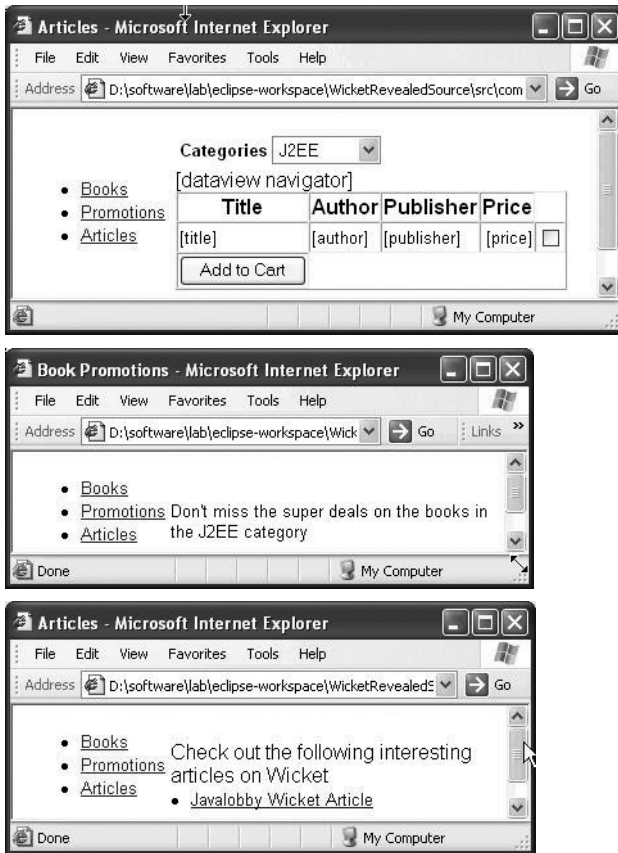 Articles - Microsoft Internet Explorer
File Edit View Favorites Tools Help
Address D:\software\lab\eclipse-workspace\WicketRevealedSource\src\com Go
Categories J2EE
[dataview navigator]
Books
Promotions
Articles
Title Author Publisher Price
[title] [author] [publisher] [price]
Add to Cart
My Computer
Book Promotions - Microsoft Internet Explorer
File Edit View Favorites Tools Help
Address D:\software\lab\eclipse-workspace\Wick Go Links »
Books
Promotions
Articles
Don't miss the super deals on the books in
the J2EE category
Done My Computer
Articles - Microsoft Internet Explorer
File Edit View Favorites Tools Help
Address D:\software\lab\eclipse-workspace\WicketRevealedS Go
Books
Promotions
Articles
Check out the following interesting
articles on Wicket
Javalobby Wicket Article
Done My Computer